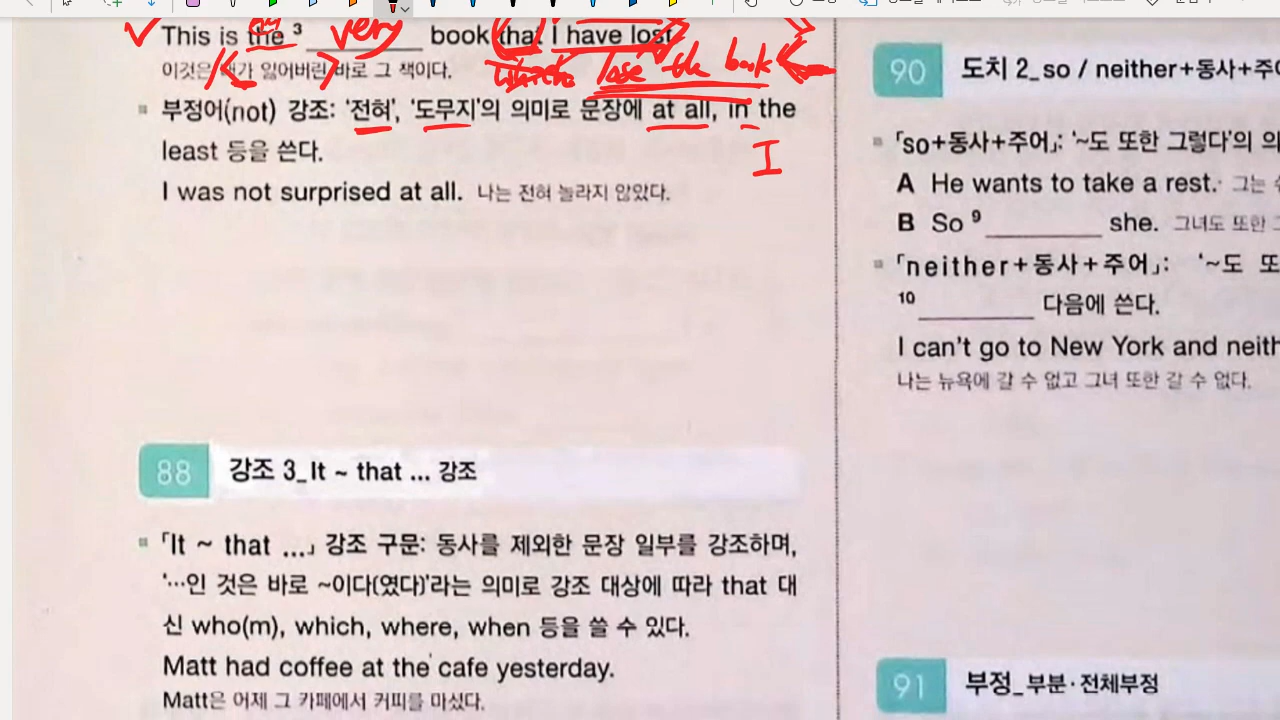 This is the ³ very book that I have lost
이것은 내가 잃어버린 바로 그 책이다.
lose the book
부정어(not) 강조: ‘전혀’, ‘도무지’의 의미로 문장에 at all, in the
least 등을 쓴다.
I
I was not surprised at all. 나는 전혀 놀라지 않았다.
88 강조 3_It ~ that ... 강조
「It ~ that ...」 강조 구문: 동사를 제외한 문장 일부를 강조하며,
‘…인 것은 바로 ~이다(였다)’라는 의미로 강조 대상에 따라 that 대
신 who(m), which, where, when 등을 쓸 수 있다.
Matt had coffee at the cafe yesterday.
Matt은 어제 그 카페에서 커피를 마셨다.
90 도치 2_so / neither+동사+주어
「so+동사+주어」: ‘~도 또한 그렇다’의 의
A He wants to take a rest. 그는
B So ⁹ ________ she. 그녀도 또한
「neither+동사+주어」: ‘~도 또
¹⁰ ________ 다음에 쓴다.
I can't go to New York and neith
나는 뉴욕에 갈 수 없고 그녀 또한 갈 수 없다.
91 부정_부분·전체부정